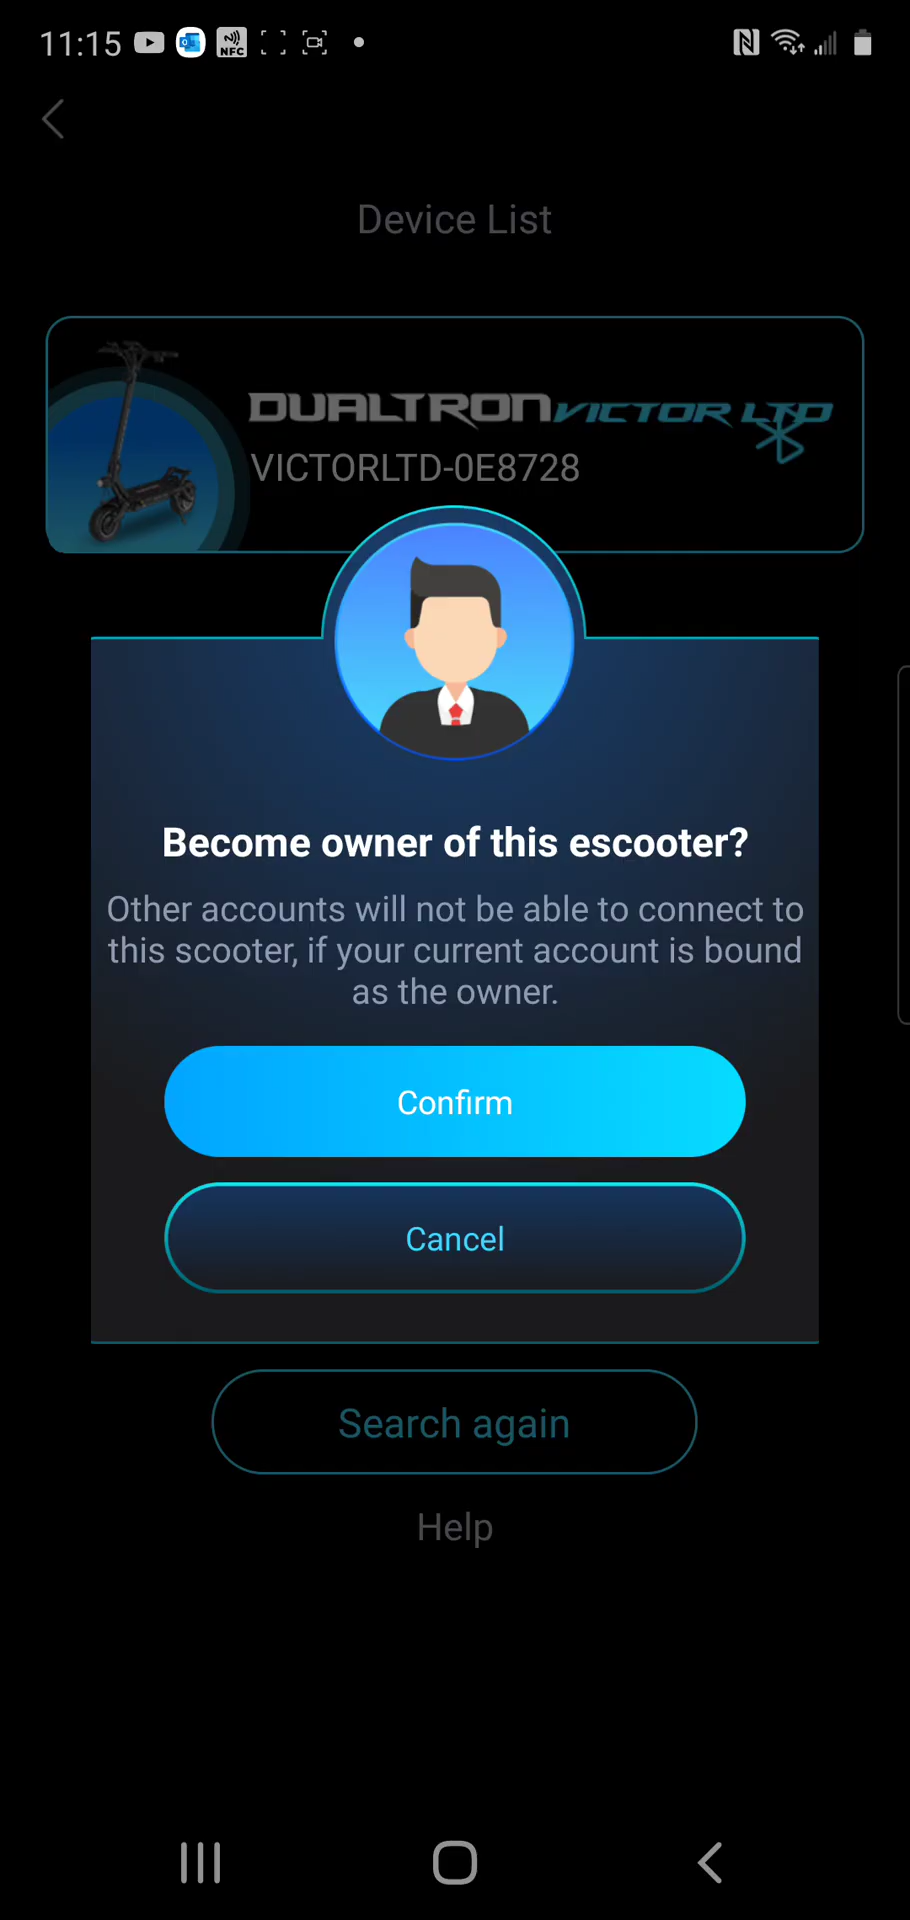 11:15
NFC
Device List
DUALTRON VICTOR LTD
VICTORLTD-0E8728
Become owner of this escooter?
Other accounts will not be able to connect to
this scooter, if your current account is bound
as the owner.
Confirm
Cancel
Search again
Help